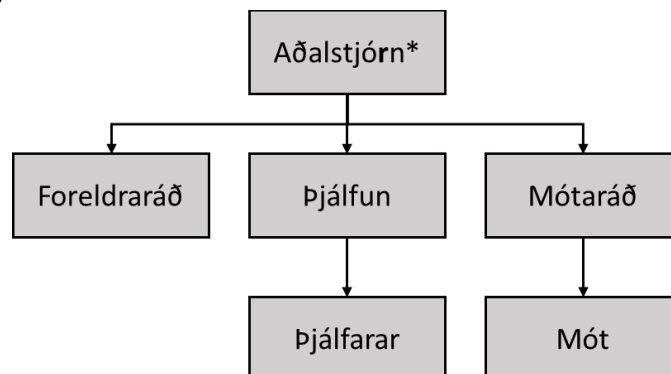 Aðalstjórn*
Foreldraráð
Þjálfun
Mótaráð
Þjálfarar
Mót